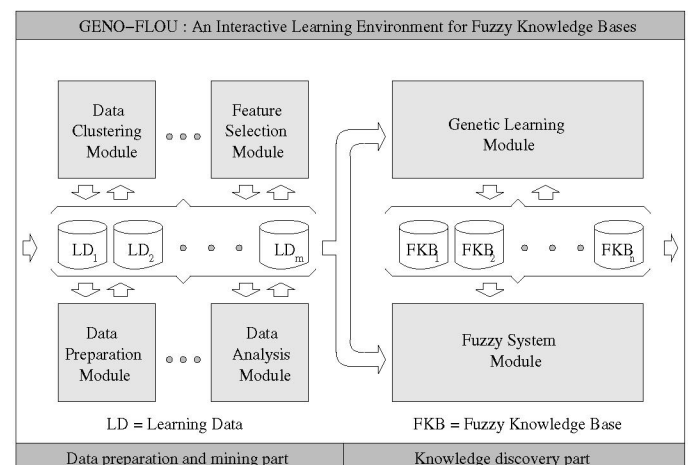 GENO-FLOU : An Interactive Learning Environment for Fuzzy Knowledge Bases
Data
Clustering
Module
Feature
Selection
Module
Genetic Learning
Module
LD1
LD2
LDm
FKB1
FKB2
FKBn
Data
Preparation
Module
Data
Analysis
Module
Fuzzy System
Module
LD = Learning Data
FKB = Fuzzy Knowledge Base
Data preparation and mining part
Knowledge discovery part